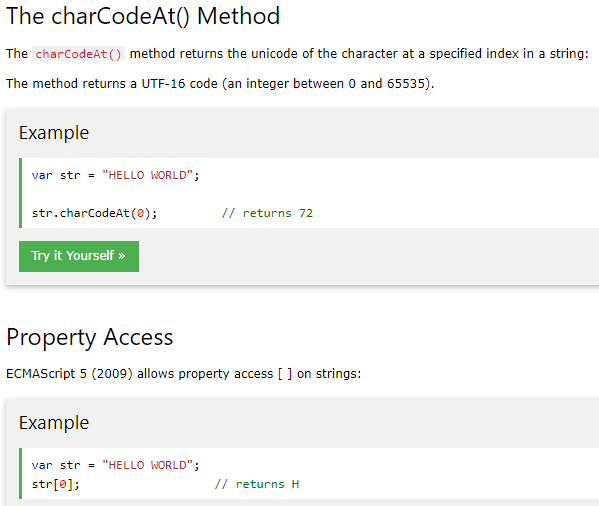 The charCodeAt() Method
The charCodeAt() method returns the unicode of the character at a specified index in a string:
The method returns a UTF-16 code (an integer between 0 and 65535).
Example
var str = "HELLO WORLD";
str.charCodeAt(0); // returns 72
Try it Yourself »
Property Access
ECMAScript 5 (2009) allows property access [ ] on strings:
Example
var str = "HELLO WORLD";
str[0]; // returns H